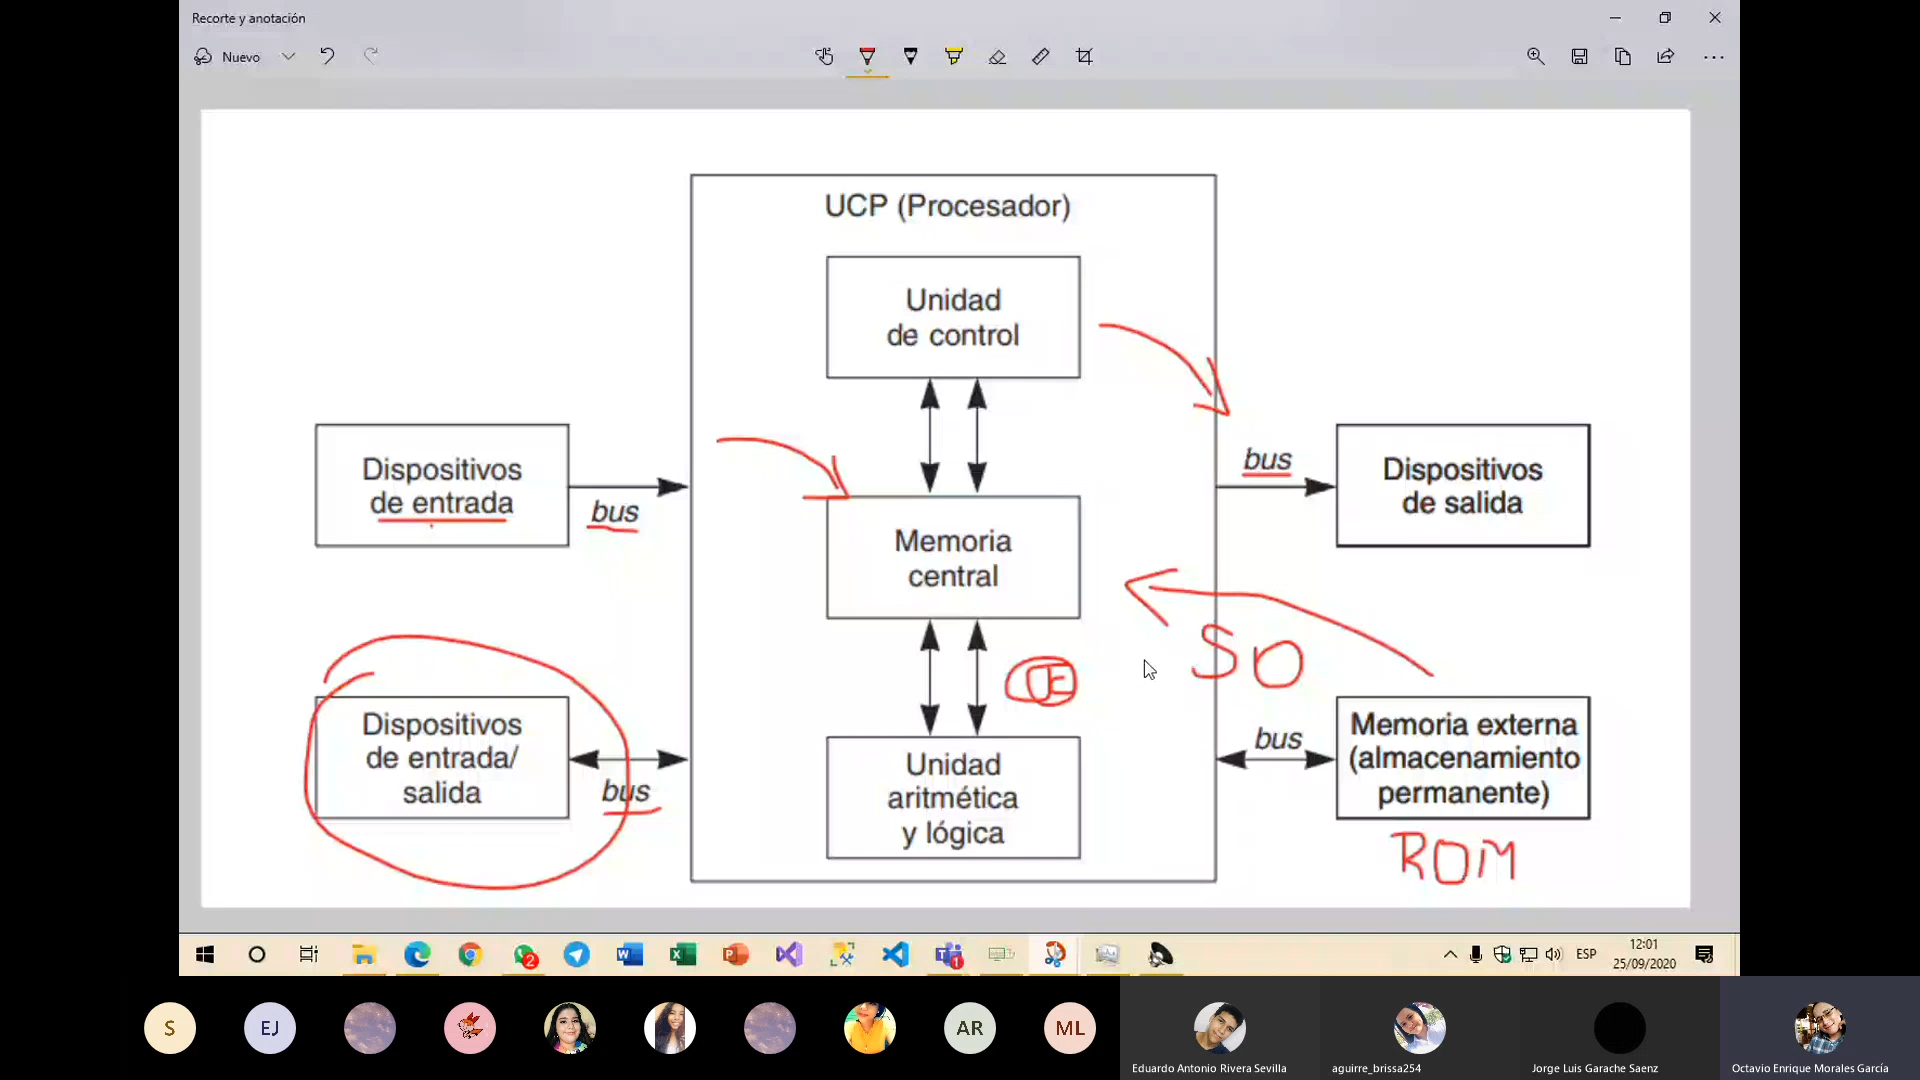 Recorte y anotación
Nuevo
UCP (Procesador)
Unidad
de control
Dispositivos
de entrada
bus
bus
Dispositivos
de salida
Memoria
central
SO
Dispositivos
de entrada/
salida
bus
Unidad
aritmética
y lógica
bus
Memoria externa
(almacenamiento
permanente)
ROM
2
1
ESP
12:01
25/09/2020
S
EJ
AR
ML
Eduardo Antonio Rivera Sevilla
aguirre_brissa254
Jorge Luis Garache Saenz
Octavio Enrique Morales García